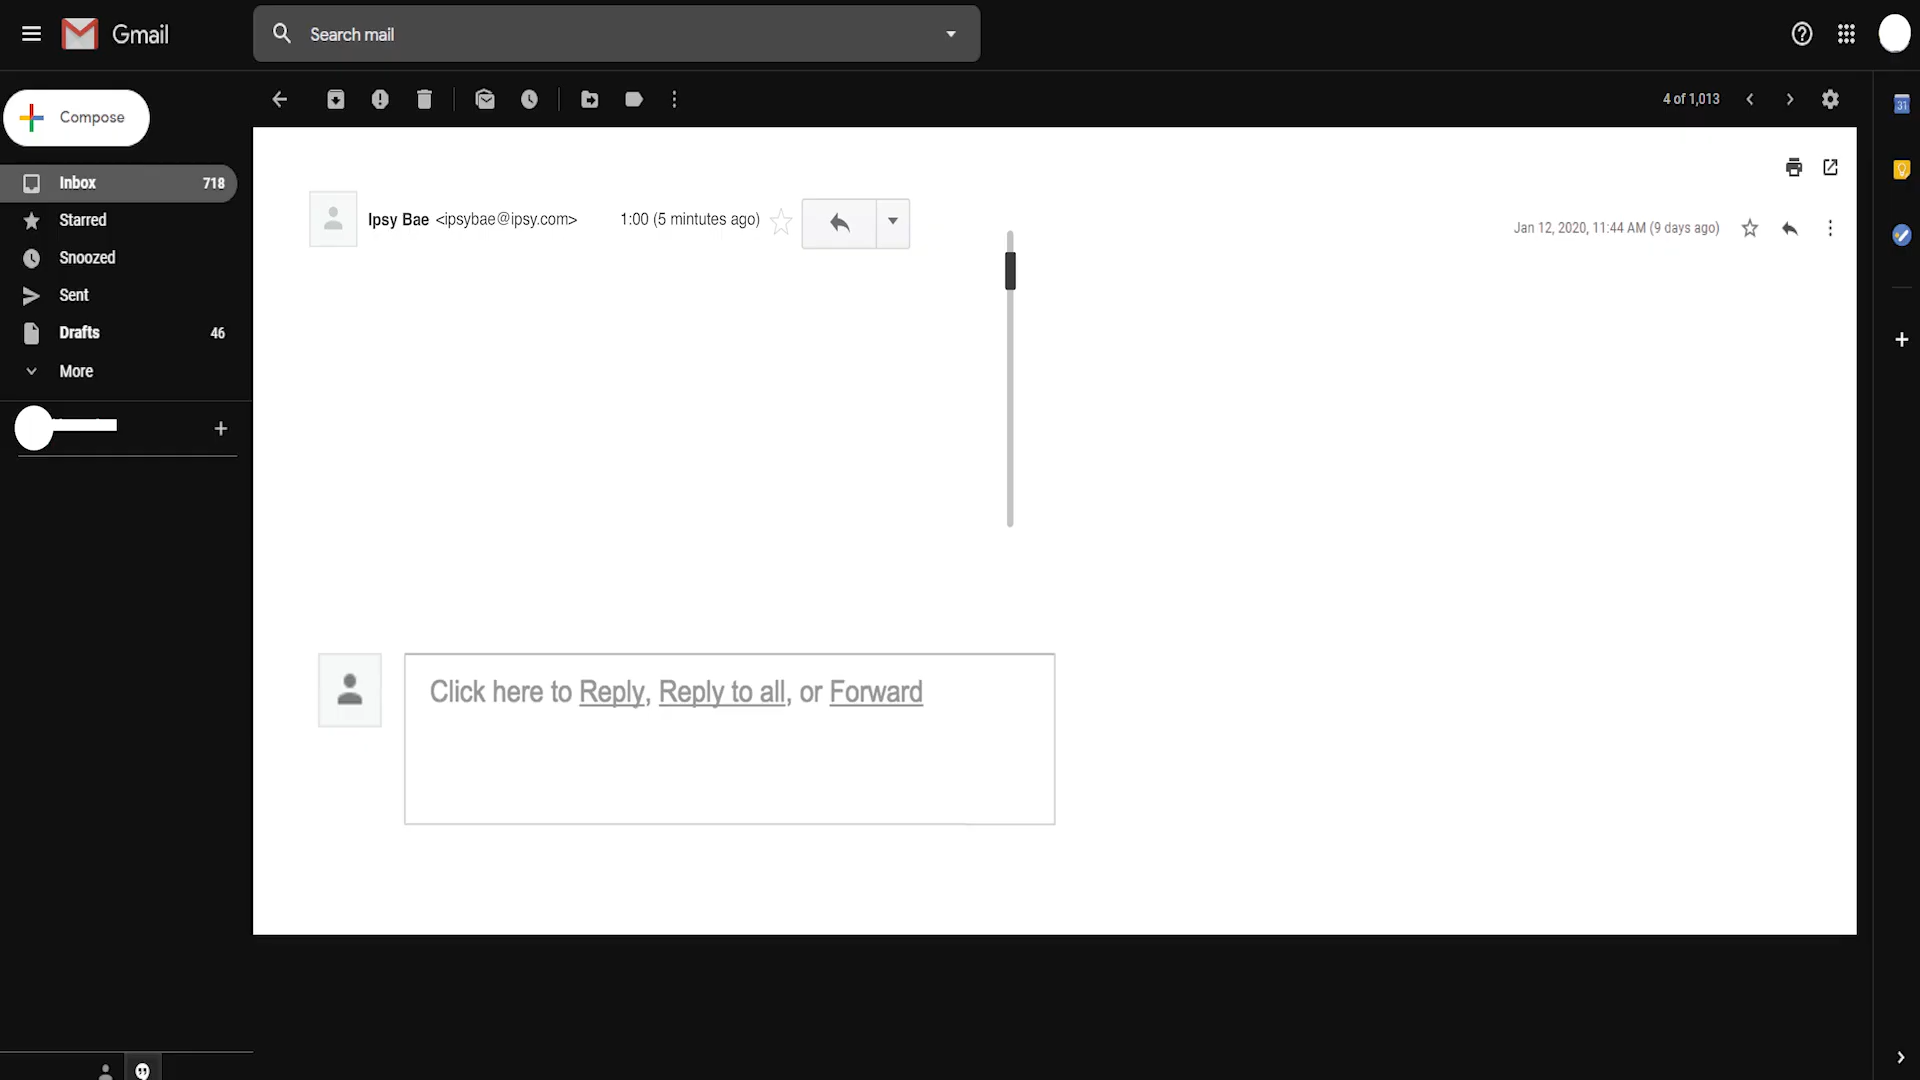 Gmail
Search mail
Compose
4 of 1,013
31
Inbox 718
Starred
Snoozed
Sent
Drafts 46
More
Ipsy Bae <ipsybae@ipsy.com> 1:00 (5 mintutes ago)
Jan 12, 2020, 11:44 AM (9 days ago)
Click here to Reply, Reply to all, or Forward